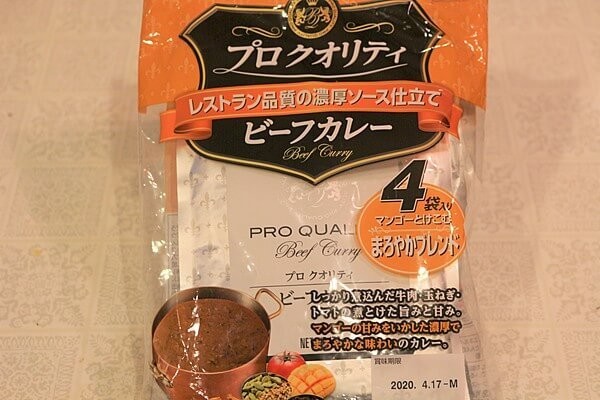 プロ クオリティ
レストラン品質の濃厚ソース仕立て
ビーフカレー
Beef Curry
4袋入り
マンゴーとけこむ
まろやかブレンド
PRO QUAL
Beef Curry
プロ クオリティ
ビーフ
しっかり煮込んだ牛肉・玉ねぎ・
トマトの煮とけた旨みと甘み。
マンゴーの甘みをいかした濃厚で
まろやかな味わいのカレー。
NE
賞味期限
2020. 4.17-M